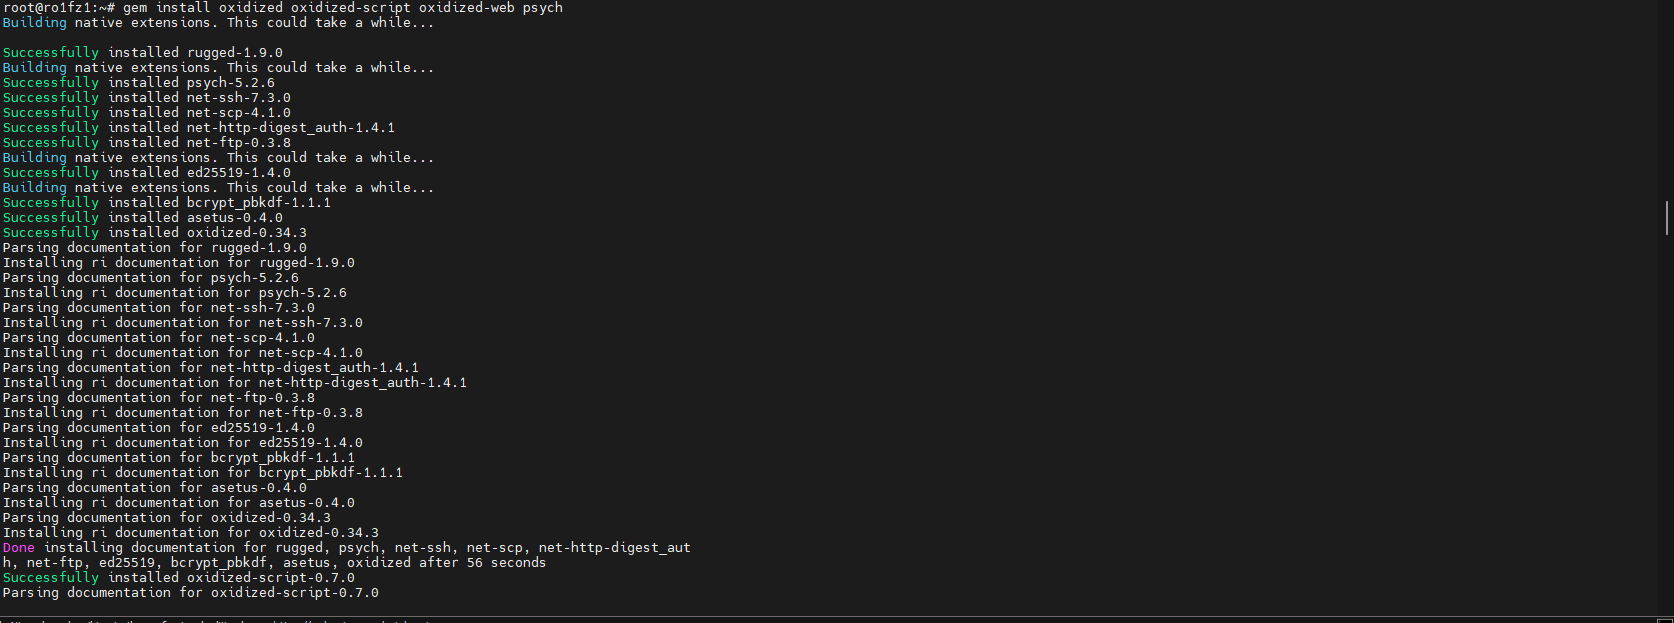 root@ro1fz1:~# gem install oxidized oxidized-script oxidized-web psych
Building native extensions. This could take a while...
Successfully installed rugged-1.9.0
Building native extensions. This could take a while...
Successfully installed psych-5.2.6
Successfully installed net-ssh-7.3.0
Successfully installed net-scp-4.1.0
Successfully installed net-http-digest_auth-1.4.1
Successfully installed net-ftp-0.3.8
Building native extensions. This could take a while...
Successfully installed ed25519-1.4.0
Building native extensions. This could take a while...
Successfully installed bcrypt_pbkdf-1.1.1
Successfully installed asetus-0.4.0
Successfully installed oxidized-0.34.3
Parsing documentation for rugged-1.9.0
Installing ri documentation for rugged-1.9.0
Parsing documentation for psych-5.2.6
Installing ri documentation for psych-5.2.6
Parsing documentation for net-ssh-7.3.0
Installing ri documentation for net-ssh-7.3.0
Parsing documentation for net-scp-4.1.0
Installing ri documentation for net-scp-4.1.0
Parsing documentation for net-http-digest_auth-1.4.1
Installing ri documentation for net-http-digest_auth-1.4.1
Parsing documentation for net-ftp-0.3.8
Installing ri documentation for net-ftp-0.3.8
Parsing documentation for ed25519-1.4.0
Installing ri documentation for ed25519-1.4.0
Parsing documentation for bcrypt_pbkdf-1.1.1
Installing ri documentation for bcrypt_pbkdf-1.1.1
Parsing documentation for asetus-0.4.0
Installing ri documentation for asetus-0.4.0
Parsing documentation for oxidized-0.34.3
Installing ri documentation for oxidized-0.34.3
Done installing documentation for rugged, psych, net-ssh, net-scp, net-http-digest_aut
h, net-ftp, ed25519, bcrypt_pbkdf, asetus, oxidized after 56 seconds
Successfully installed oxidized-script-0.7.0
Parsing documentation for oxidized-script-0.7.0